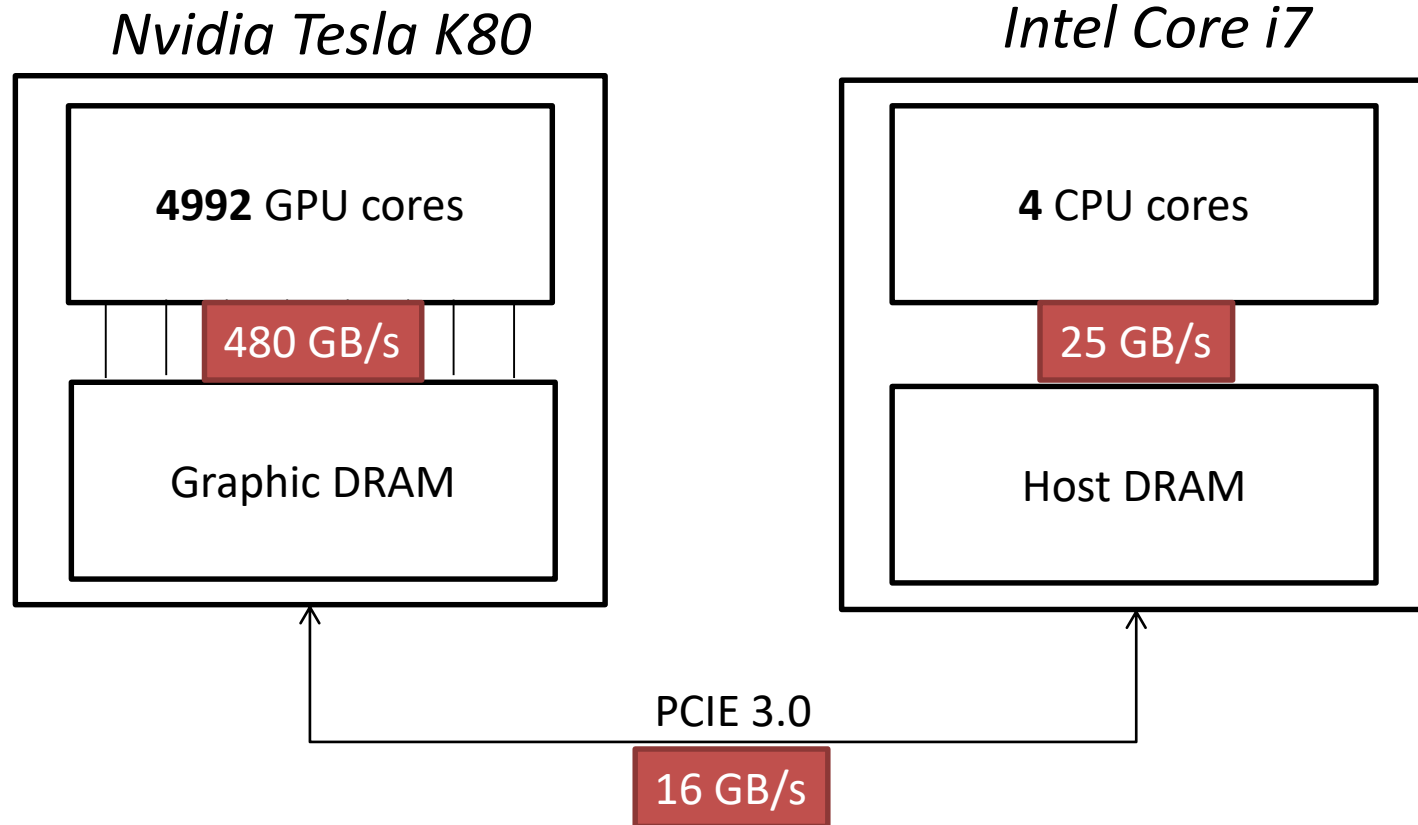 Nvidia Tesla K80
4992 GPU cores
480 GB/s
Graphic DRAM
Intel Core i7
4 CPU cores
25 GB/s
Host DRAM
PCIE 3.0
16 GB/s